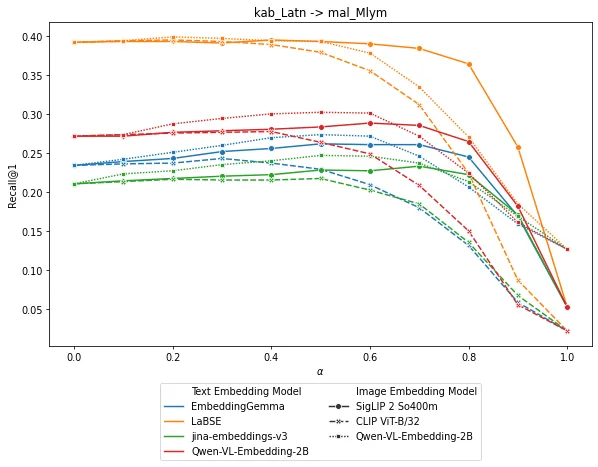 kab_Latn -> mal_Mlym
Recall@1
0.40
0.35
0.30
0.25
0.20
0.15
0.10
0.05
0.0 0.2 0.4 0.6 0.8 1.0
α
Text Embedding Model Image Embedding Model
EmbeddingGemma SigLIP 2 So400m
LaBSE CLIP ViT-B/32
jina-embeddings-v3 Qwen-VL-Embedding-2B
Qwen-VL-Embedding-2B